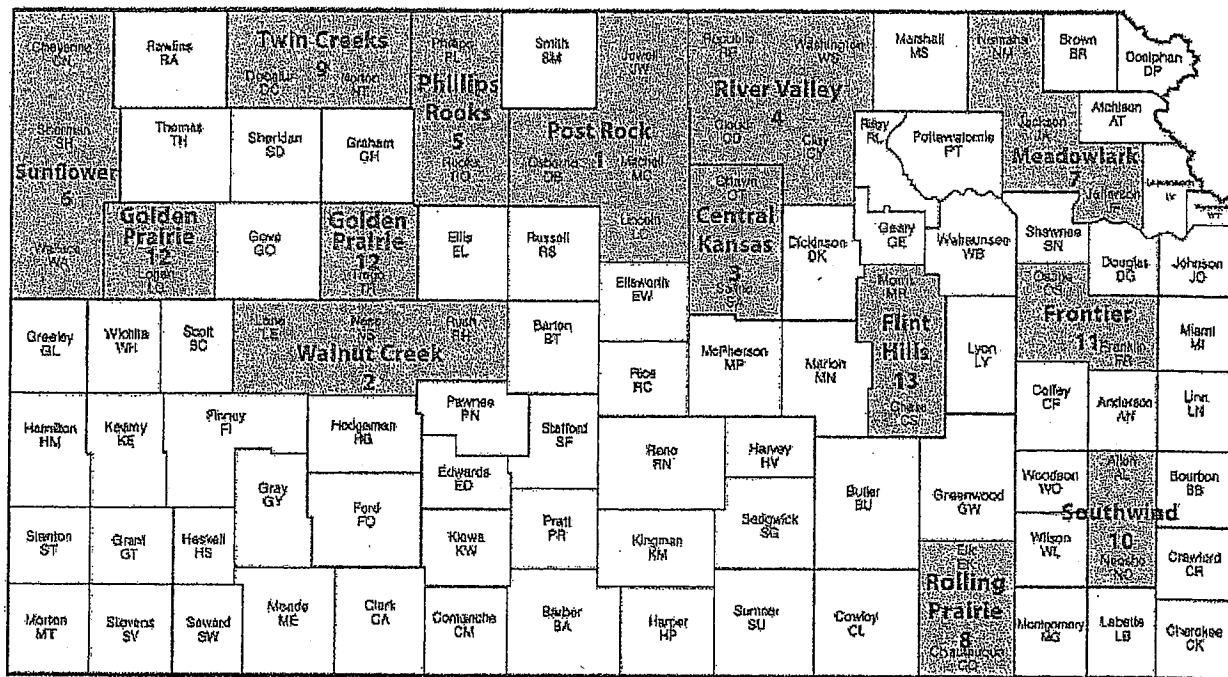 Cheyenne
CN
Rawlins
RA
Twin Creeks
9
Decatur
DC
Norton
NT
Phillips
PL
Phillips
Rooks
5
Rooks
RO
Smith
SM
Jewell
JW
Republic
RP
Washington
WS
River Valley
4
Cloud
CD
Clay
CY
Marshall
MS
Nemaha
NM
Brown
BR
Doniphan
DP
Atchison
AT
Jackson
JA
Meadowlark
7
Jefferson
JF
Sherman
SH
Sunflower
6
Wallace
WA
Thomas
TH
Sheridan
SD
Graham
GH
Post Rock
1
Osborne
OB
Mitchell
MC
Lincoln
LC
Riley
RL
Pottawatomie
PT
Leavenworth
LV
Golden
Prairie
12
Logan
LG
Gove
GO
Golden
Prairie
12
Trego
TR
Ellis
EL
Russell
RS
Ottawa
OT
Central
Kansas
3
Saline
SA
Dickinson
DK
Geary
GE
Wabaunsee
WB
Shawnee
SN
Douglas
DG
Johnson
JO
Ellsworth
EW
Morris
MR
Flint
Hills
13
Chase
CS
Osage
OS
Frontier
11
Franklin
FR
Miami
MI
Greeley
GL
Wichita
WH
Scott
SC
Lane
LE
Ness
NS
Rush
RH
Walnut Creek
2
Barton
BT
Rice
RC
McPherson
MP
Marion
MN
Lyon
LY
Coffey
CF
Anderson
AN
Linn
LN
Hamilton
HM
Kearny
KE
Finney
FI
Hodgeman
HG
Pawnee
PN
Stafford
SF
Reno
RN
Harvey
HV
Edwards
ED
Gray
GY
Ford
FO
Butler
BU
Greenwood
GW
Woodson
WO
Allen
AL
Southwind
10
Neosho
NO
Bourbon
BB
Stanton
ST
Grant
GT
Haskell
HS
Kiowa
KW
Pratt
PR
Kingman
KM
Sedgwick
SG
Wilson
WL
Crawford
CR
Elk
EK
Rolling
Prairie
8
Chautauqua
CQ
Morton
MT
Stevens
SV
Seward
SW
Meade
ME
Clark
CA
Comanche
CM
Barber
BA
Harper
HP
Sumner
SU
Cowley
CL
Montgomery
MG
Labette
LB
Cherokee
CK